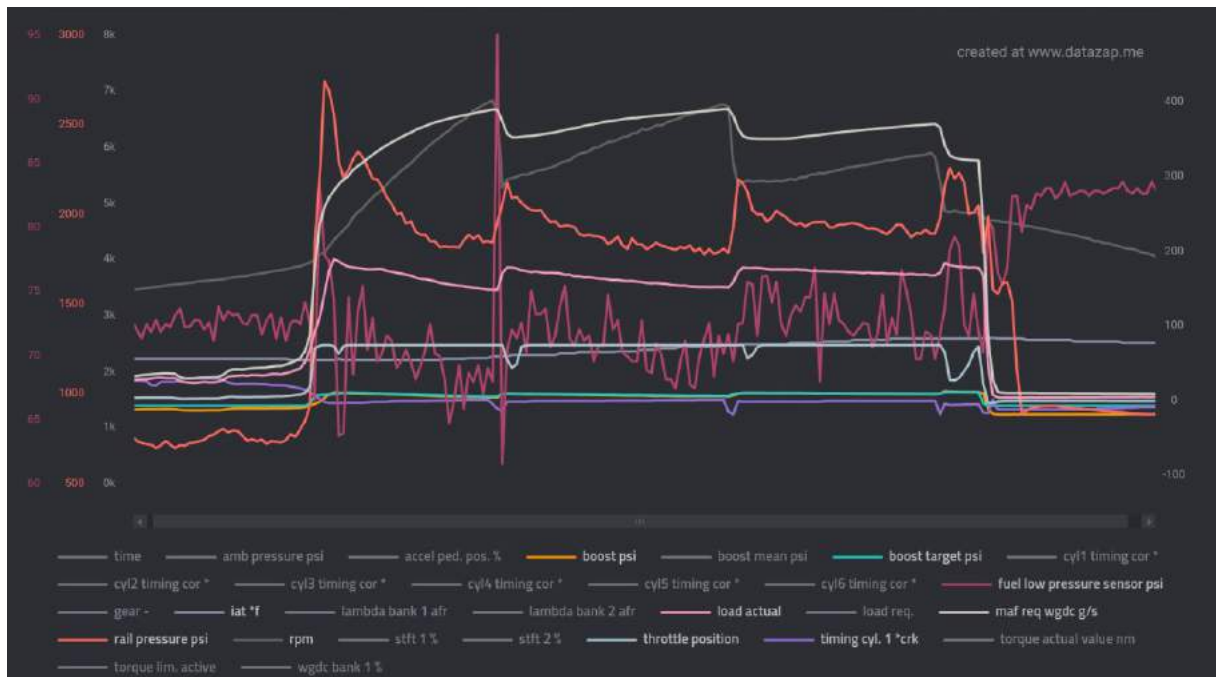 95 3000 8k
created at www.datazap.me
7k
90 400
2500
6k
85
300
5k
80 2000
200
4k
75
1500 3k
100
70
2k
1000
0
65
1k
60 500 0k
-100
time amb pressure psi accel ped. pos. % boost psi boost mean psi boost target psi cyl1 timing cor *
cyl2 timing cor * cyl3 timing cor * cyl4 timing cor * cyl5 timing cor * cyl6 timing cor * fuel low pressure sensor psi
gear - iat *f lambda bank 1 afr lambda bank 2 afr load actual load req. maf req wgdc g/s
rail pressure psi rpm stft 1 % stft 2 % throttle position timing cyl. 1 *crk torque actual value nm
torque lim. active wgdc bank 1 %